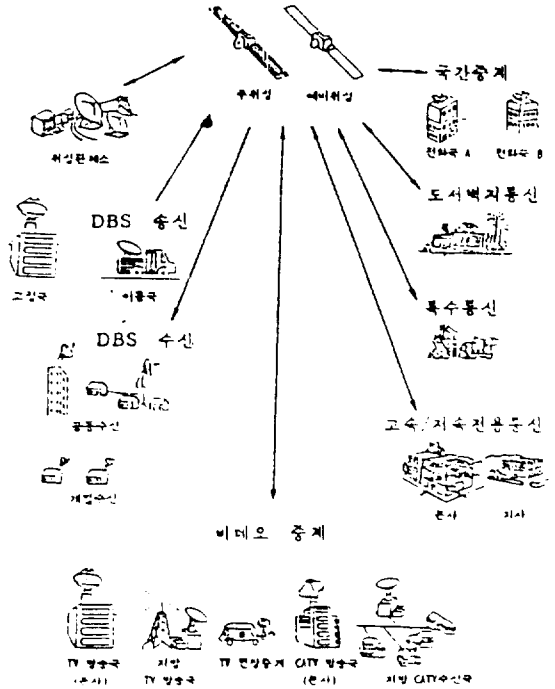 주위성 예비위성
국간중계
전화국 A 전화국 B
위성관제소
도서벽지통신
DBS 송신
고정국 이동국
특수통신
DBS 수신
공동수신
고속/저속전용통신
본사 지사
개별수신
비데오 중계
TV 방송국 (본사)
지방 TV 방송국
TV 현장중계
CATV 방송국 (본사)
지방 CATV수신국